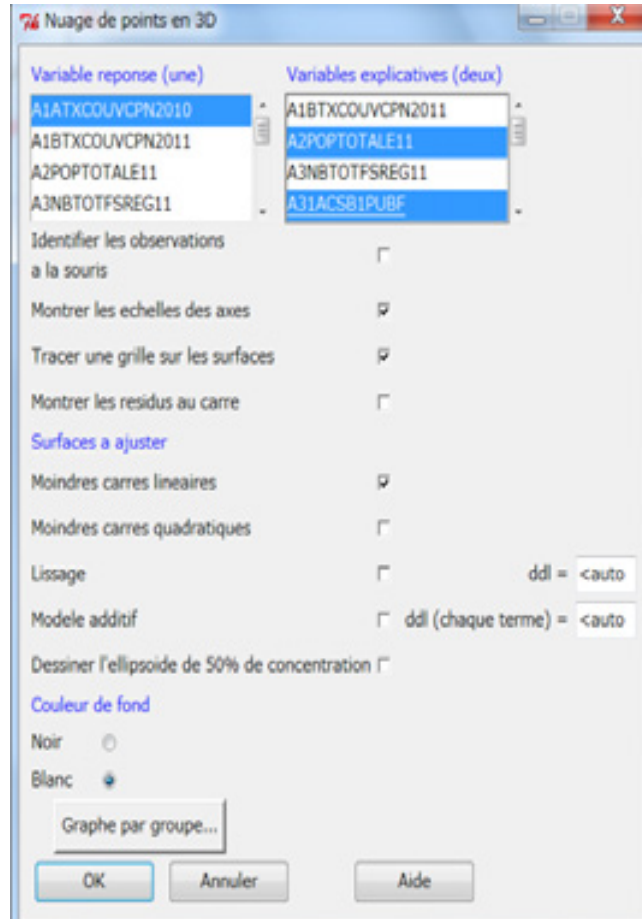 Nuage de points en 3D
Variable reponse (une) Variables explicatives (deux)
A1ATXCOUVCPN2010 A1BTXCOUVCPN2011
A1BTXCOUVCPN2011 A2POPTOTALE11
A2POPTOTALE11 A3NBTOTFSREG11
A3NBTOTFSREG11 A31ACSB1PUBF
Identifier les observations
a la souris
Montrer les echelles des axes
Tracer une grille sur les surfaces
Montrer les residus au carre
Surfaces a ajuster
Moindres carres lineaires
Moindres carres quadratiques
Lissage ddl = <auto
Modele additif ddl (chaque terme) = <auto
Dessiner l'ellipsoide de 50% de concentration
Couleur de fond
Noir
Blanc
Graphe par groupe...
OK Annuler Aide